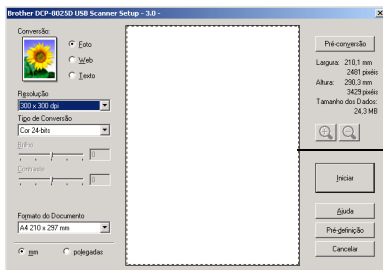 Brother DCP-8025D USB Scanner Setup - 3.0 -
Conversão:
Foto
Web
Texto
Resolução
300 x 300 dpi
Tipo de Conversão
Cor 24-bits
Brilho
0
Contraste
0
Formato do Documento
A4 210 x 297 mm
mm
polegadas
Pré-conversão
Largura: 210,1 mm
2481 pixéis
Altura: 290,3 mm
3429 pixéis
Tamanho dos Dados:
24,3 MB
Iniciar
Ajuda
Pré-definição
Cancelar